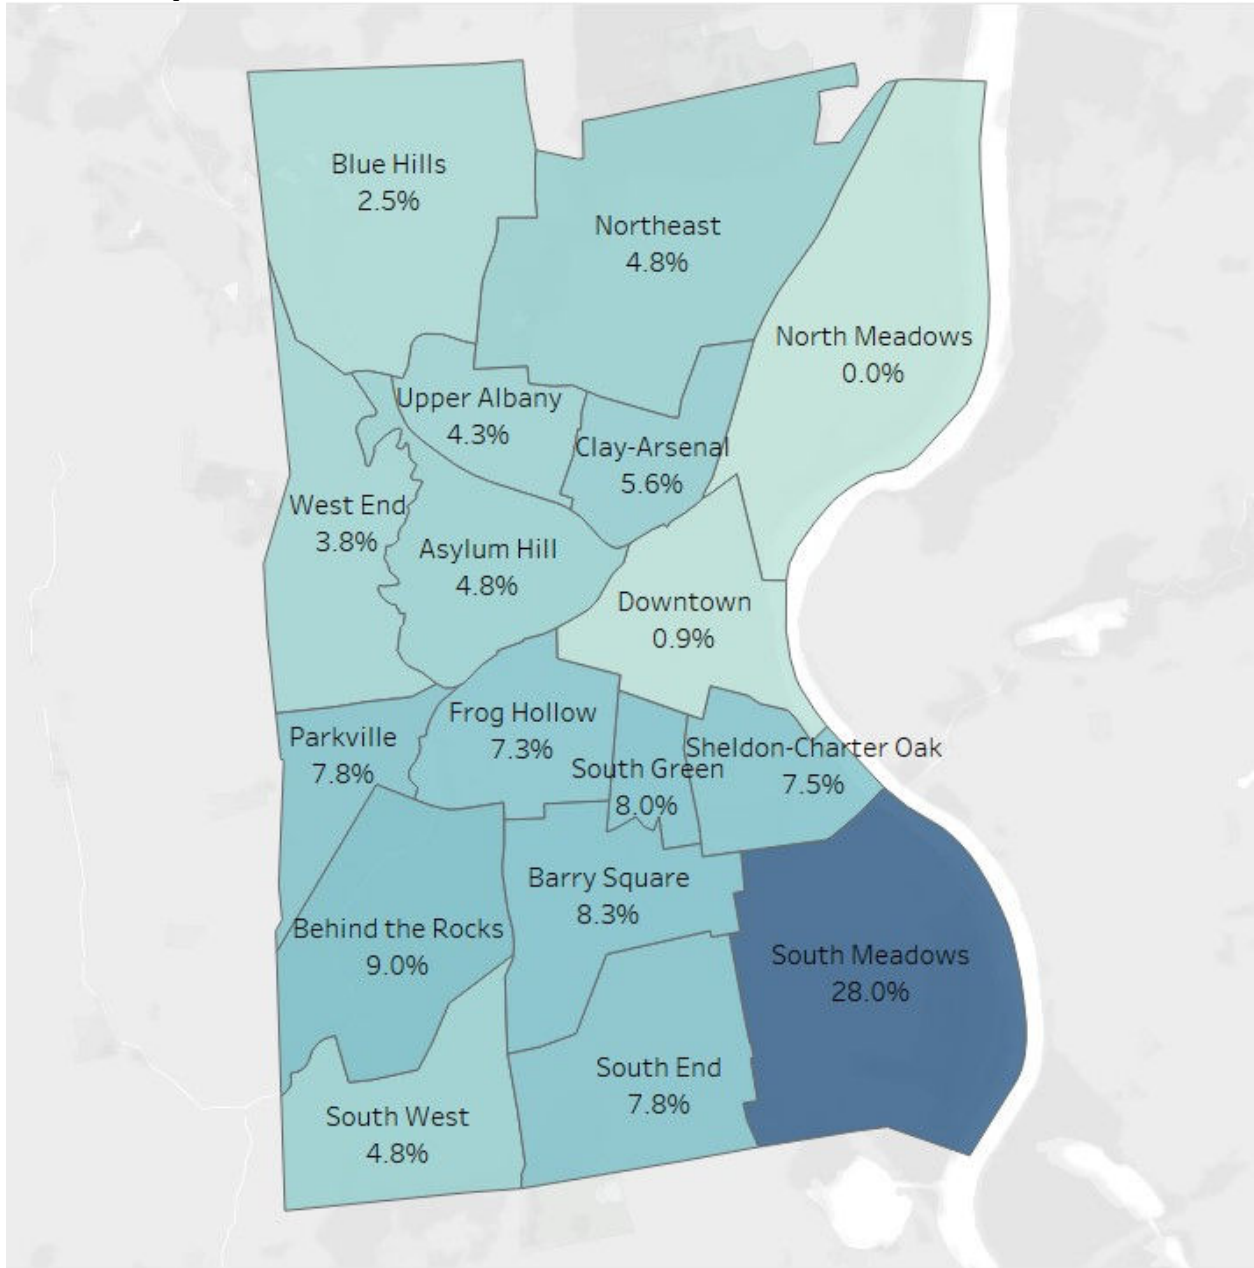 Blue Hills
2.5%
Northeast
4.8%
North Meadows
0.0%
Upper Albany
4.3%
Clay-Arsenal
5.6%
West End
3.8%
Asylum Hill
4.8%
Downtown
0.9%
Frog Hollow
7.3%
Parkville
7.8%
South Green
8.0%
Sheldon-Charter Oak
7.5%
Barry Square
8.3%
Behind the Rocks
9.0%
South Meadows
28.0%
South End
7.8%
South West
4.8%